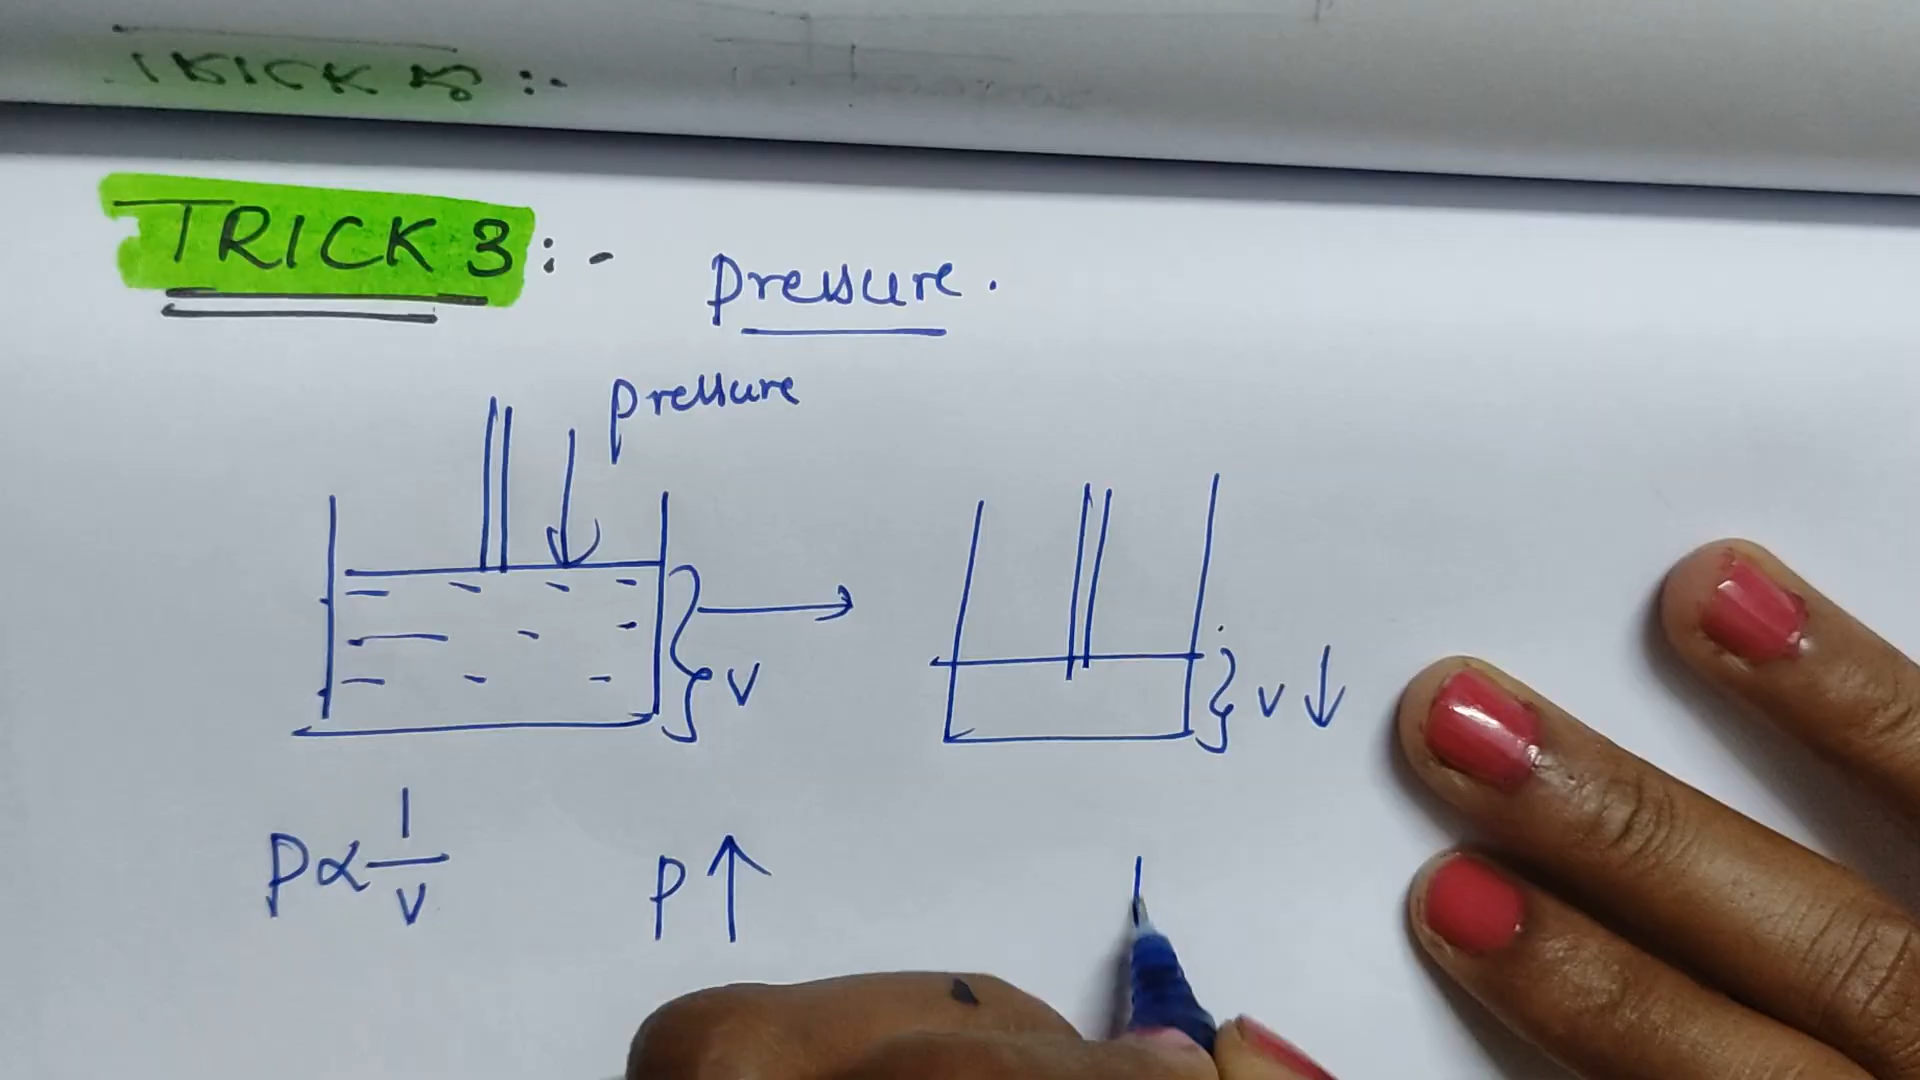 TRICK 3 :-
pressure.
pressure
V
V ↓
P ∝ 1/V
P ↑